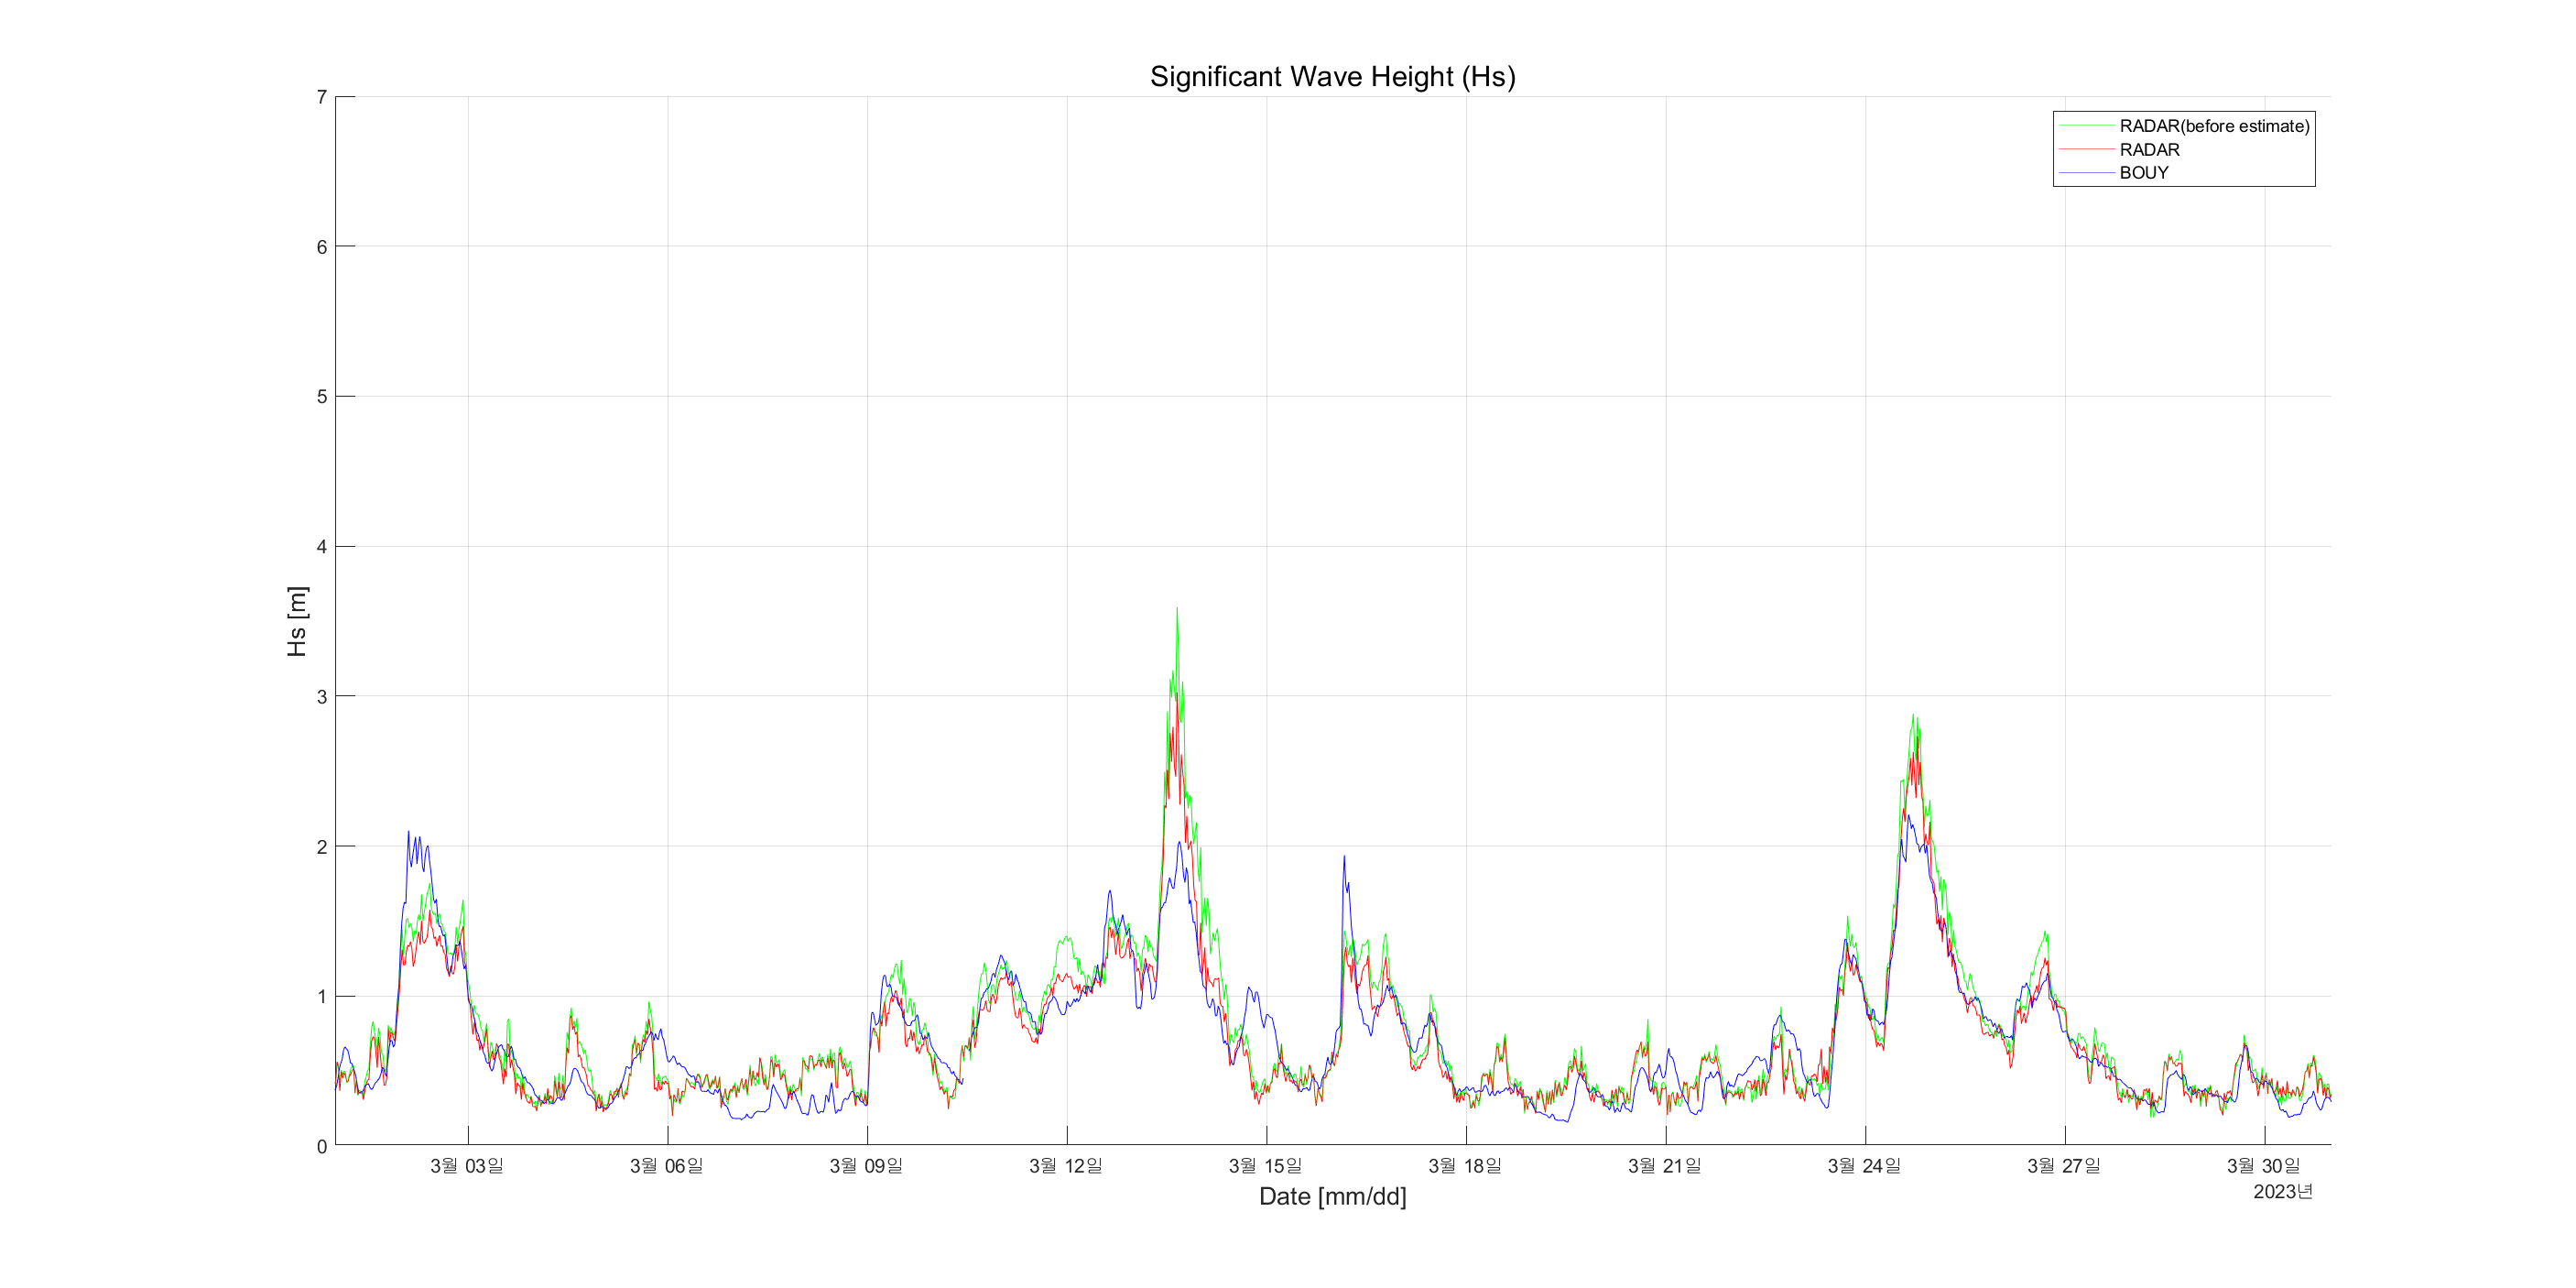 Significant Wave Height (Hs)
RADAR(before estimate)
RADAR
BOUY
7
6
5
4
3
2
1
0
Hs [m]
3월 03일
3월 06일
3월 09일
3월 12일
3월 15일
3월 18일
3월 21일
3월 24일
3월 27일
3월 30일
2023년
Date [mm/dd]